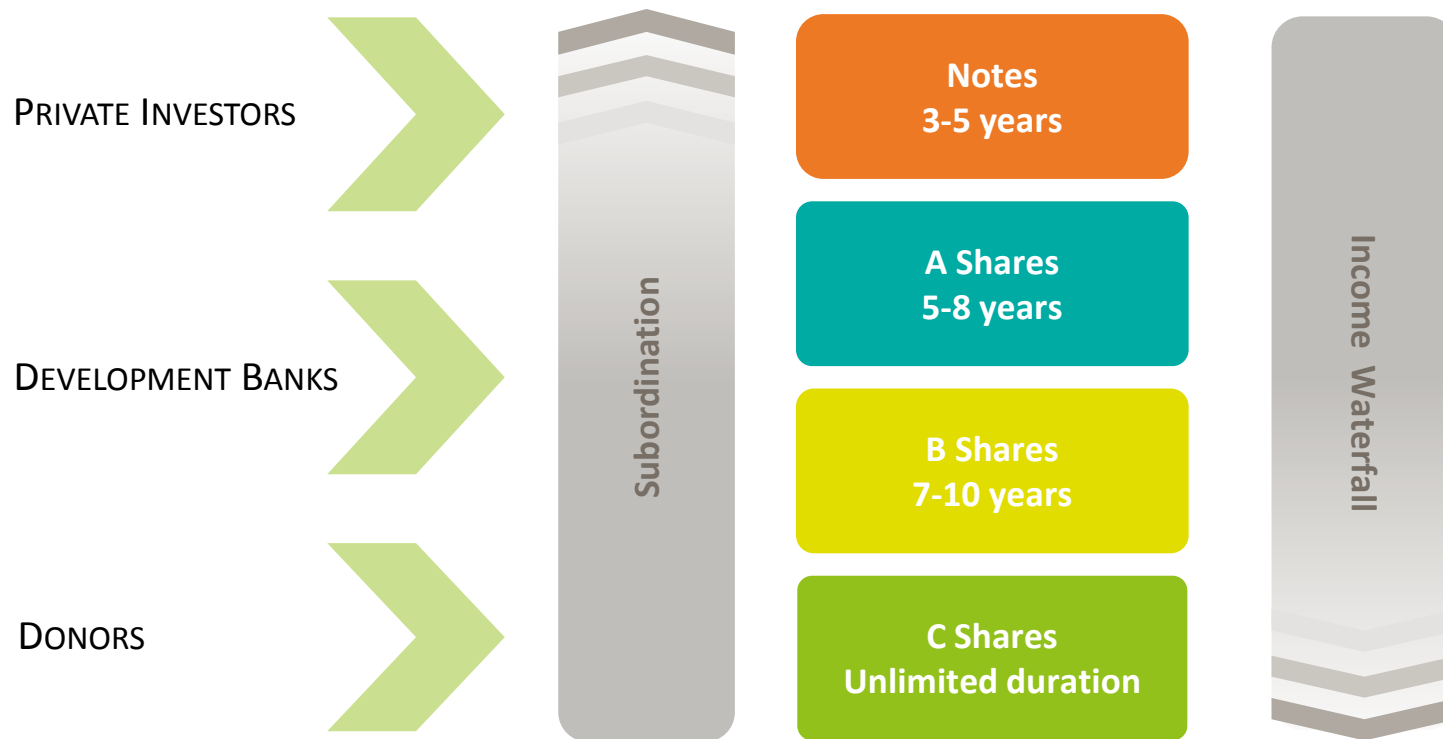 PRIVATE INVESTORS
DEVELOPMENT BANKS
DONORS
Subordination
Notes
3-5 years
A Shares
5-8 years
B Shares
7-10 years
C Shares
Unlimited duration
Income Waterfall